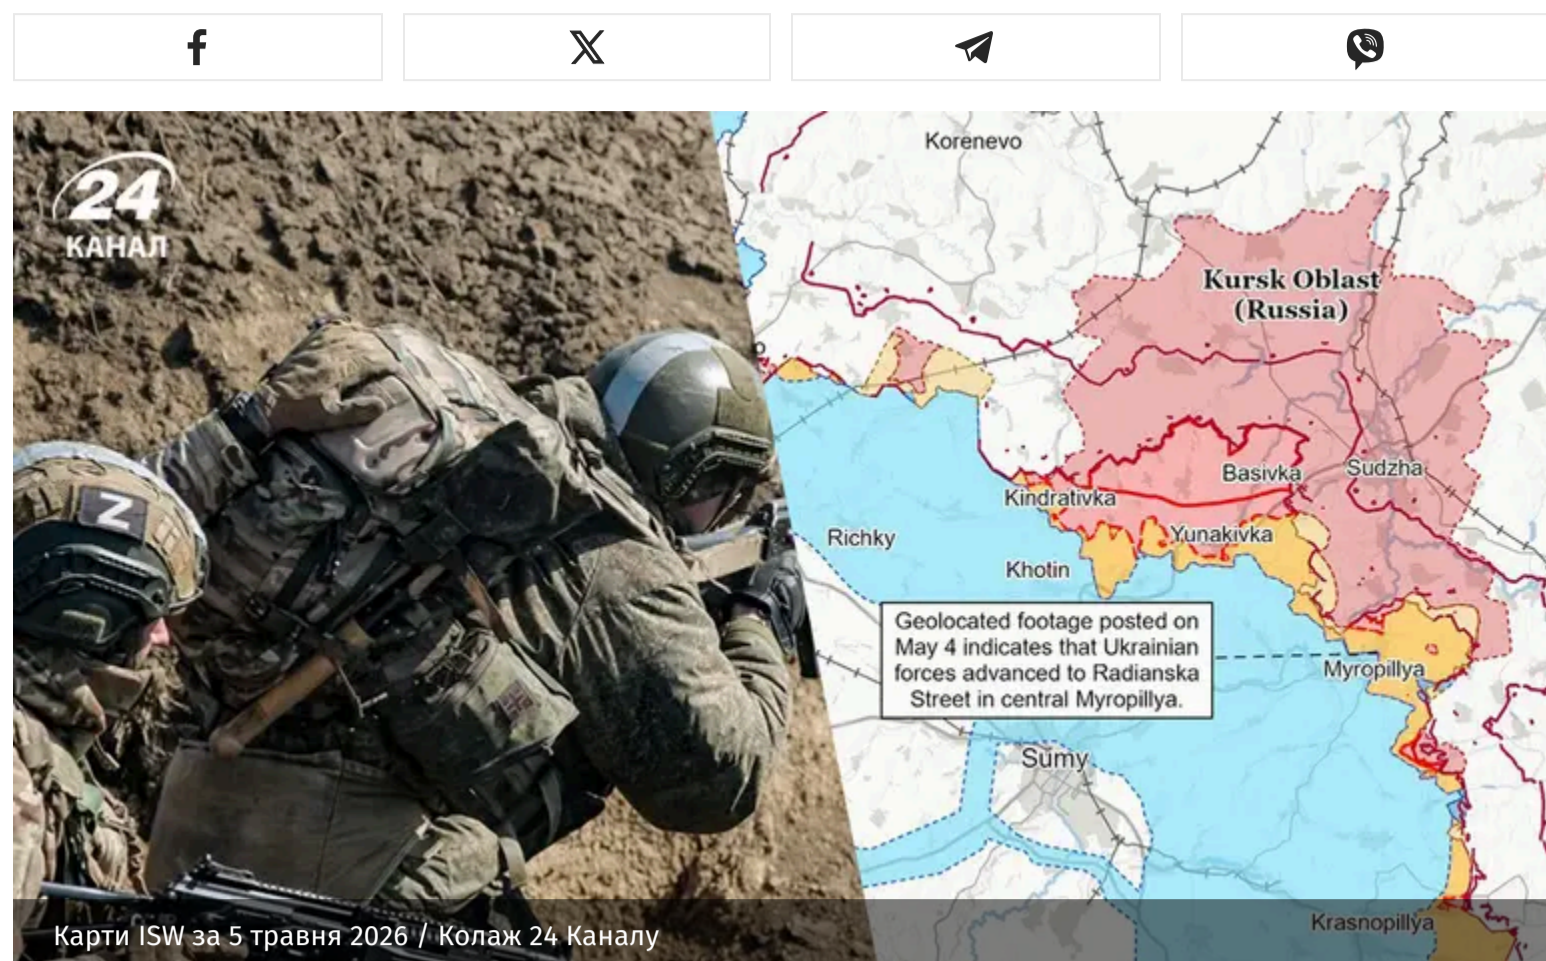 24
КАНАЛ
Z
Korenevo
Kursk Oblast
(Russia)
Basivka
Sudzha
Kindrativka
Yunakivka
Richky
Khotin
Geolocated footage posted on
May 4 indicates that Ukrainian
forces advanced to Radianska
Street in central Myropillya.
Myropillya
Sumy
Krasnopillya
Карти ISW за 5 травня 2026 / Колаж 24 Каналу